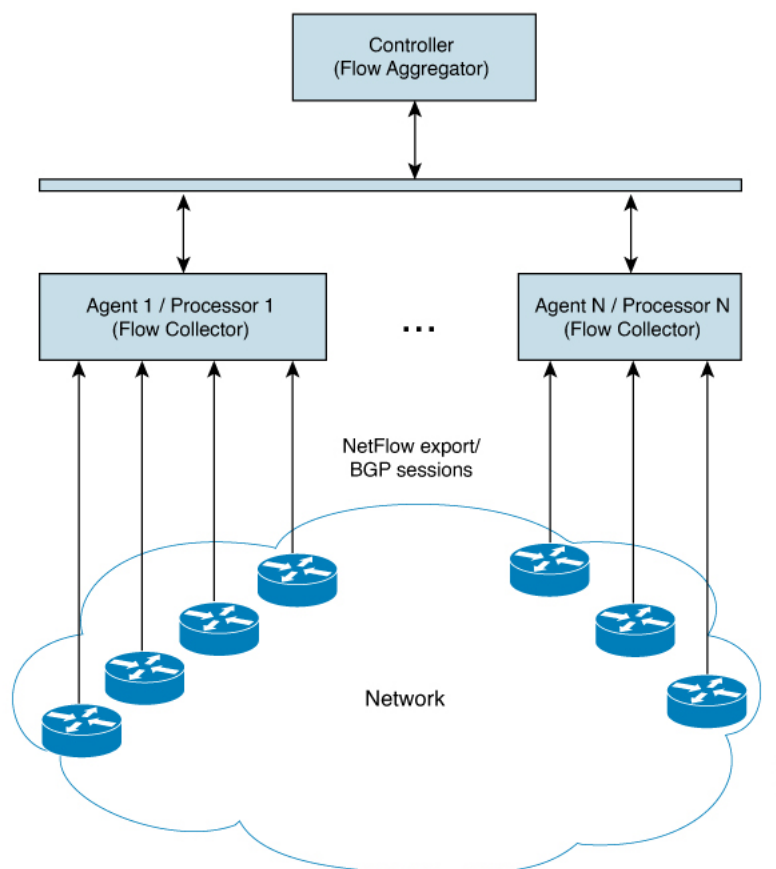 Controller
(Flow Aggregator)
Agent 1 / Processor 1
(Flow Collector)
...
Agent N / Processor N
(Flow Collector)
NetFlow export/
BGP sessions
Network